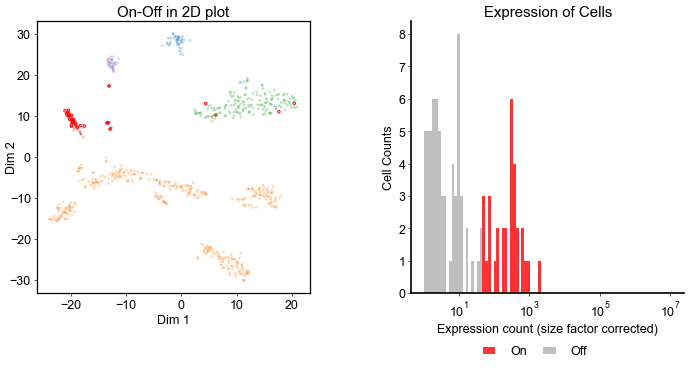 On-Off in 2D plot
30
20
10
0
−10
−20
−30
Dim 2
−20 −10 0 10 20
Dim 1
Expression of Cells
8
7
6
5
4
3
2
1
0
Cell Counts
10^1 10^3 10^5 10^7
Expression count (size factor corrected)
On Off